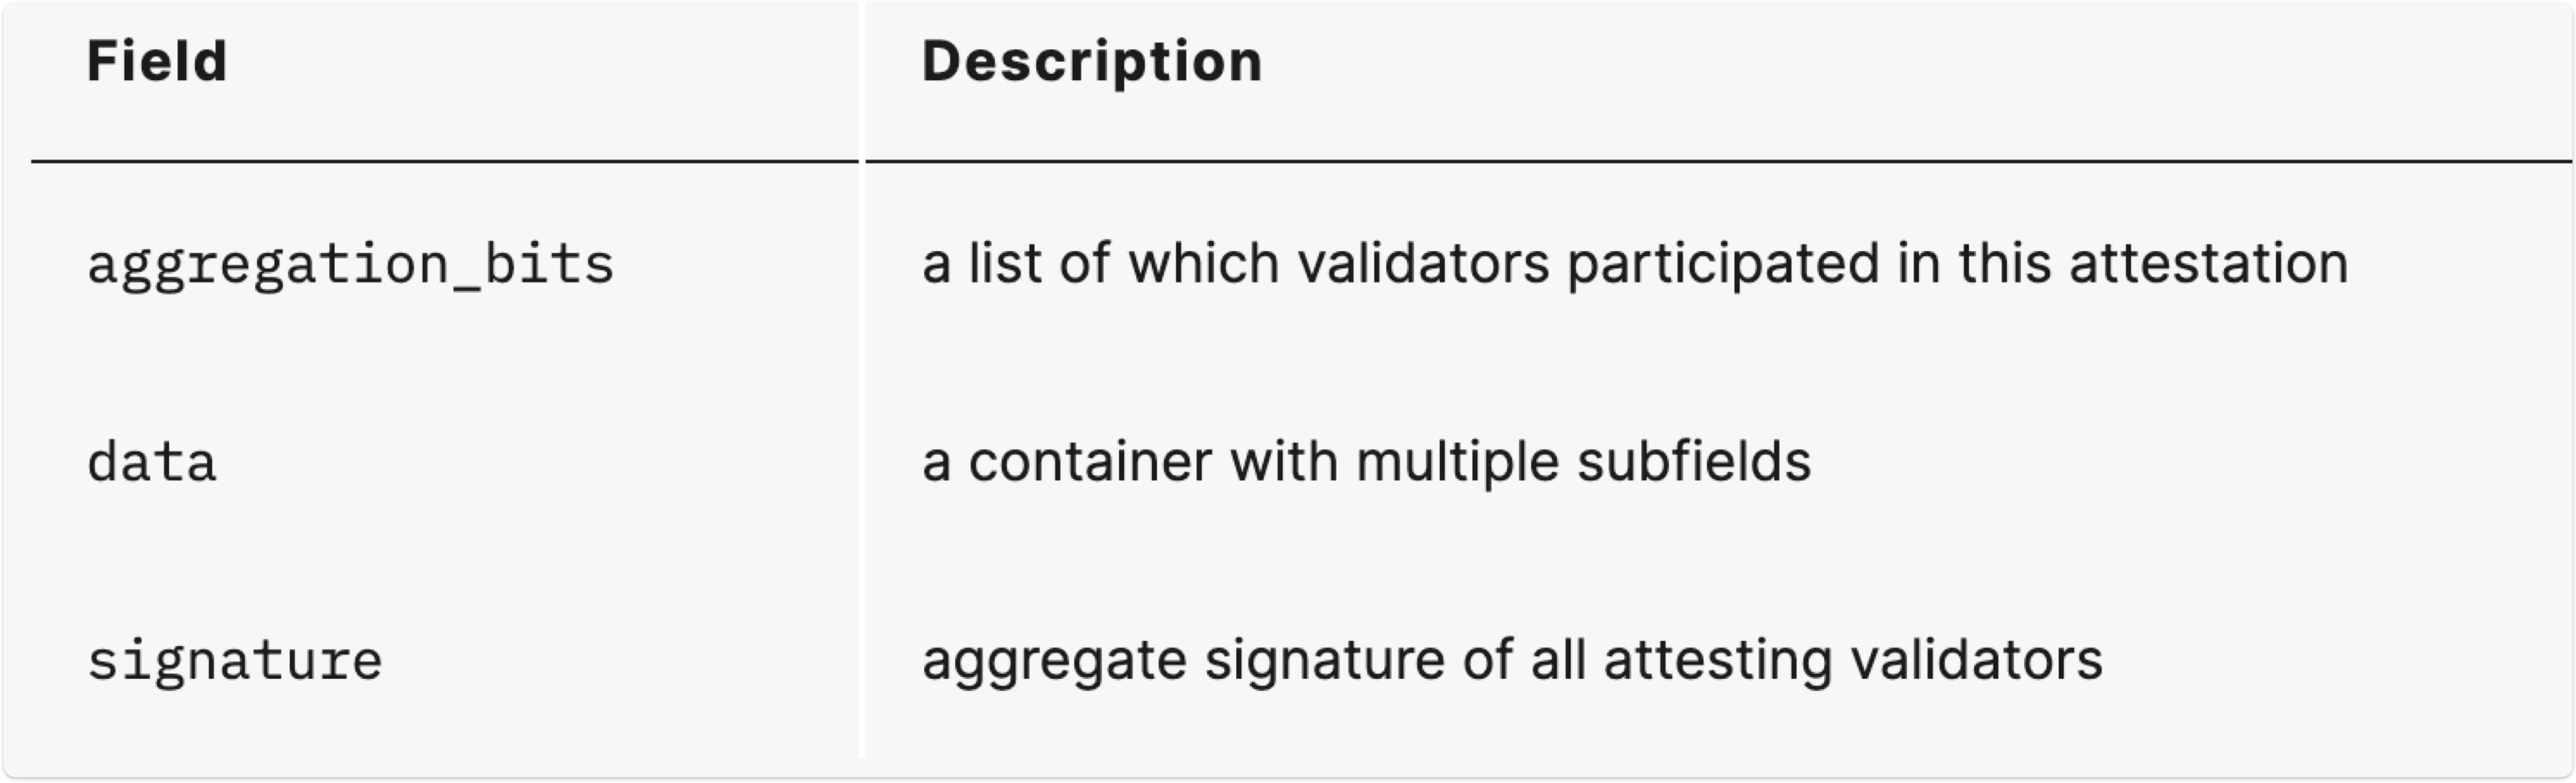 Field Description
aggregation_bits a list of which validators participated in this attestation
data a container with multiple subfields
signature aggregate signature of all attesting validators